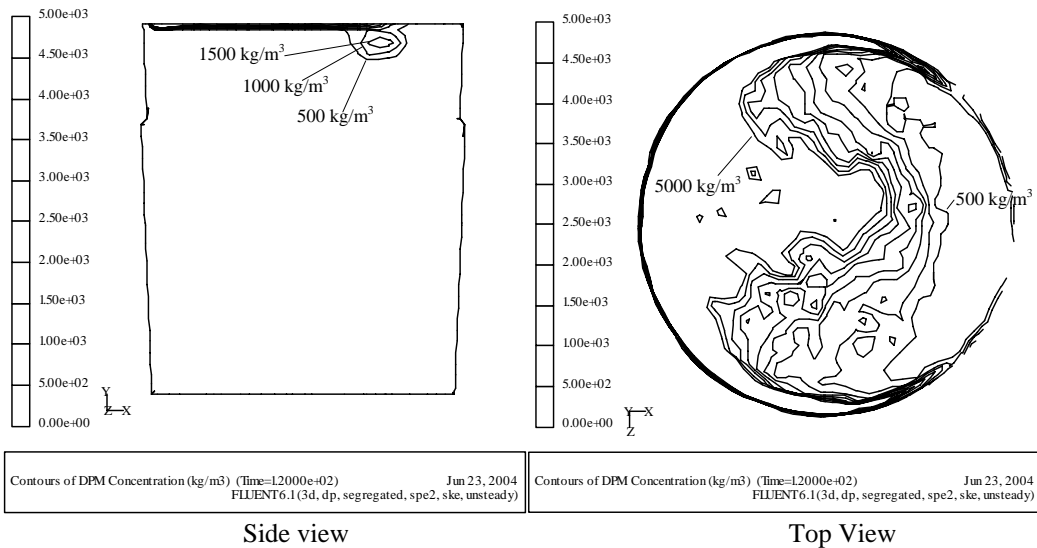 5.00e+03
4.50e+03
4.00e+03
3.50e+03
3.00e+03
2.50e+03
2.00e+03
1.50e+03
1.00e+03
5.00e+02
0.00e+00
1500 kg/m³
1000 kg/m³
500 kg/m³
Y
Z X
Contours of DPM Concentration (kg/m3) (Time=1.2000e+02) Jun 23, 2004
FLUENT6.1(3d, dp, segregated, spe2, ske, unsteady)
Side view
5.00e+03
4.50e+03
4.00e+03
3.50e+03
3.00e+03
2.50e+03
2.00e+03
1.50e+03
1.00e+03
5.00e+02
0.00e+00
5000 kg/m³
500 kg/m³
Y X
Z
Contours of DPM Concentration (kg/m3) (Time=1.2000e+02) Jun 23, 2004
FLUENT6.1(3d, dp, segregated, spe2, ske, unsteady)
Top View